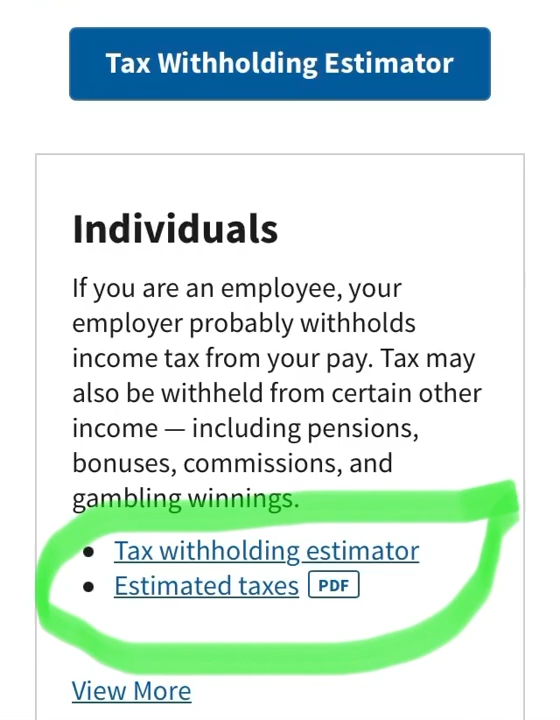 Tax Withholding Estimator
Individuals
If you are an employee, your
employer probably withholds
income tax from your pay. Tax may
also be withheld from certain other
income — including pensions,
bonuses, commissions, and
gambling winnings.
• Tax withholding estimator
• Estimated taxes PDF
View More